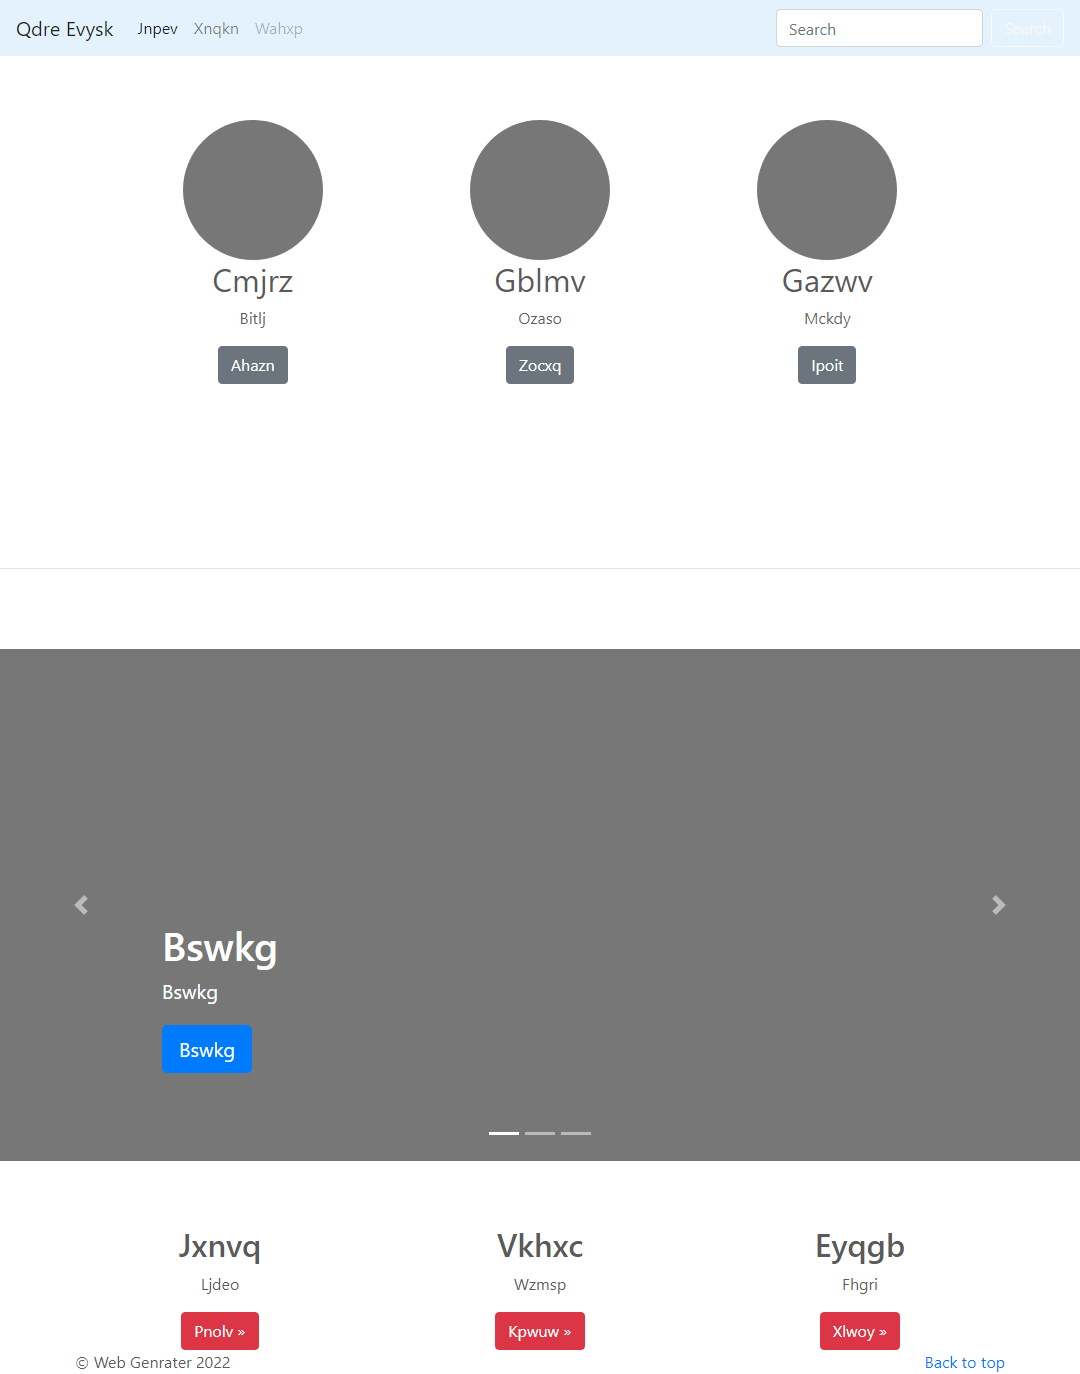 Qdre Evysk Jnpev Xnqkn Wahxp Search Search
Cmjrz Gblmv Gazwv
Bitlj Ozaso Mckdy
Ahazn Zocxq Ipoit
Bswkg
Bswkg
Bswkg
Jxnvq Vkhxc Eyqgb
Ljdeo Wzmsp Fhgri
Pnolv » Kpwuw » Xlwoy »
© Web Genrater 2022 Back to top